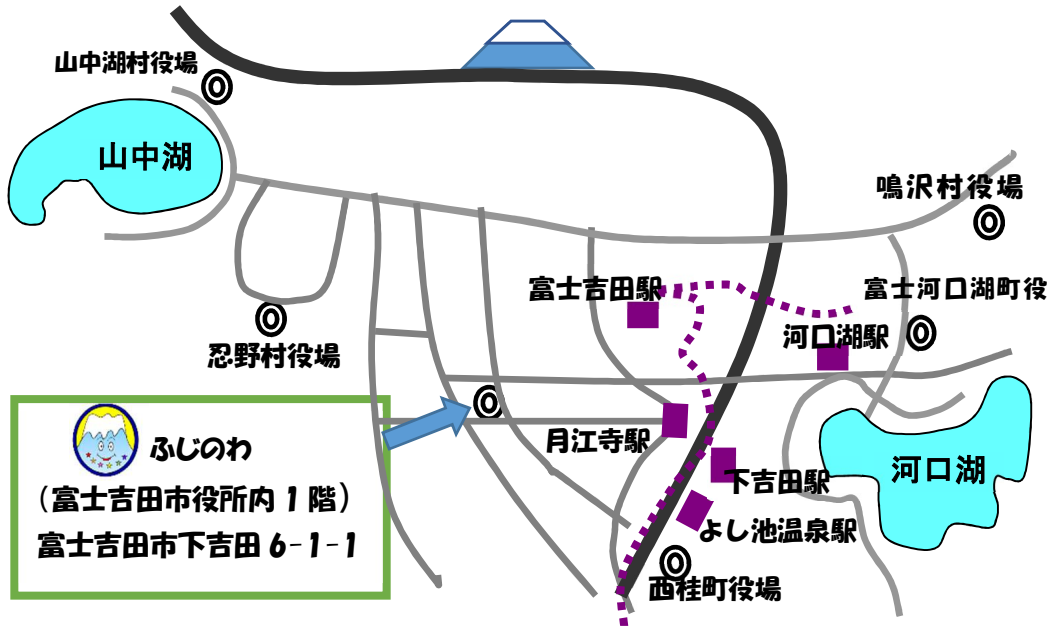 山中湖村役場
山中湖
鳴沢村役場
富士吉田駅
富士河口湖町役
河口湖駅
忍野村役場
月江寺駅
河口湖
下吉田駅
よし池温泉駅
西桂町役場
ふじのわ
（富士吉田市役所内 1 階）
富士吉田市下吉田 6-1-1